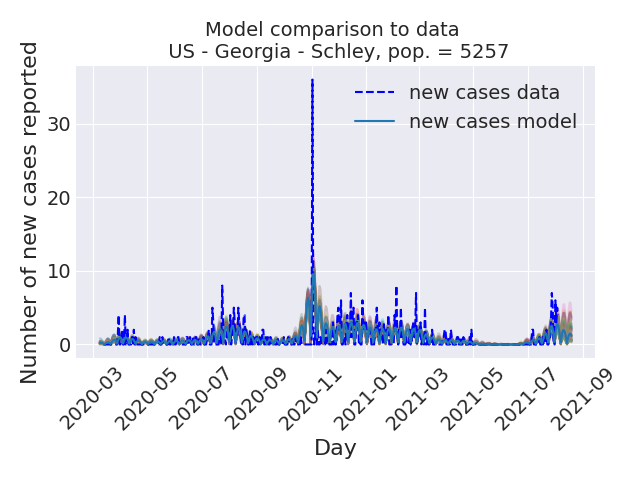 Model comparison to data
US - Georgia - Schley, pop. = 5257
new cases data
new cases model
Number of new cases reported
30
20
10
0
2020-03
2020-05
2020-07
2020-09
2020-11
2021-01
2021-03
2021-05
2021-07
2021-09
Day